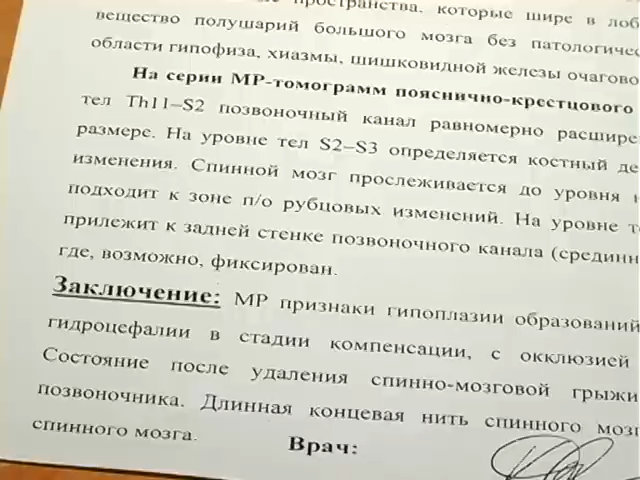 пространства, которые шире в лоб
вещество полушарий большого мозга без патологичес
области гипофиза, хиазмы, шишковидной железы очагово
На серии МР-томограмм пояснично-крестцового
тел Th11–S2 позвоночный канал равномерно расшире
размере. На уровне тел S2–S3 определяется костный де
изменения. Спинной мозг прослеживается до уровня
подходит к зоне п/о рубцовых изменений. На уровне т
прилежит к задней стенке позвоночного канала (срединн
где, возможно, фиксирован.
Заключение: МР признаки гипоплазии образований
гидроцефалии в стадии компенсации, с окклюзией
Состояние после удаления спинно-мозговой грыжи
позвоночника. Длинная концевая нить спинного мозг
спинного мозга.
Врач: